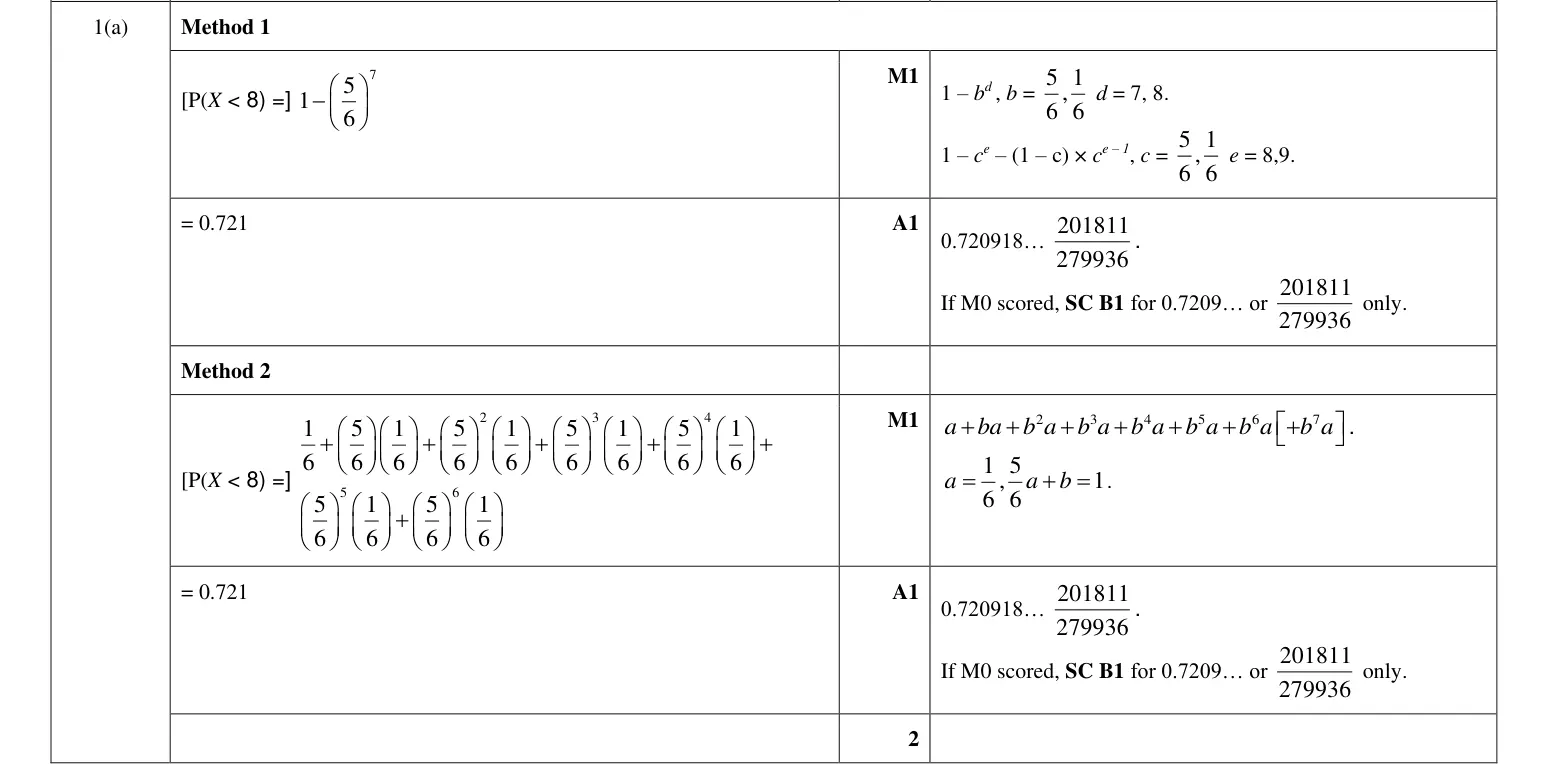 1(a) Method 1
[P(X < 8) =] 1 − (5/6)^7 M1 1 – b^d, b = 5/6, 1/6 d = 7, 8.
1 – c^e – (1 – c) × c^(e – 1), c = 5/6, 1/6 e = 8,9.
= 0.721 A1 0.720918… 201811/279936.
If M0 scored, SC B1 for 0.7209… or 201811/279936 only.
Method 2
[P(X < 8) =] 1/6 + (5/6)(1/6) + (5/6)^2 (1/6) + (5/6)^3 (1/6) + (5/6)^4 (1/6) +
(5/6)^5 (1/6) + (5/6)^6 (1/6)
M1 a + ba + b^2a + b^3a + b^4a + b^5a + b^6a [+b^7a].
a = 1/6, 5/6 a + b = 1.
= 0.721 A1 0.720918… 201811/279936.
If M0 scored, SC B1 for 0.7209… or 201811/279936 only.
2